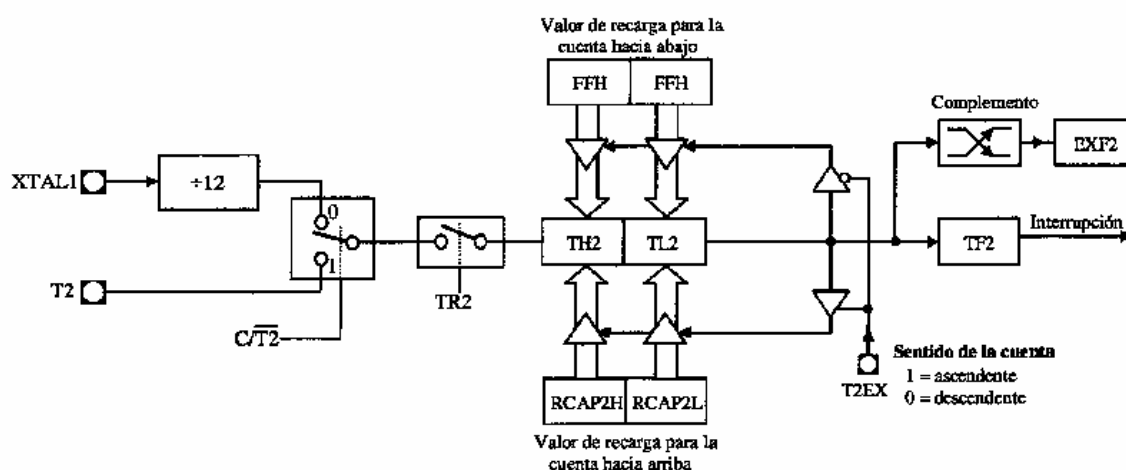 Valor de recarga para la
cuenta hacia abajo
FFH FFH
Complemento
EXF2
XTAL1
÷12
0
1
T2
C/T2
TR2
TH2 TL2
TF2
Interrupción
RCAP2H RCAP2L
Valor de recarga para la
cuenta hacia arriba
T2EX
Sentido de la cuenta
1 = ascendente
0 = descendente